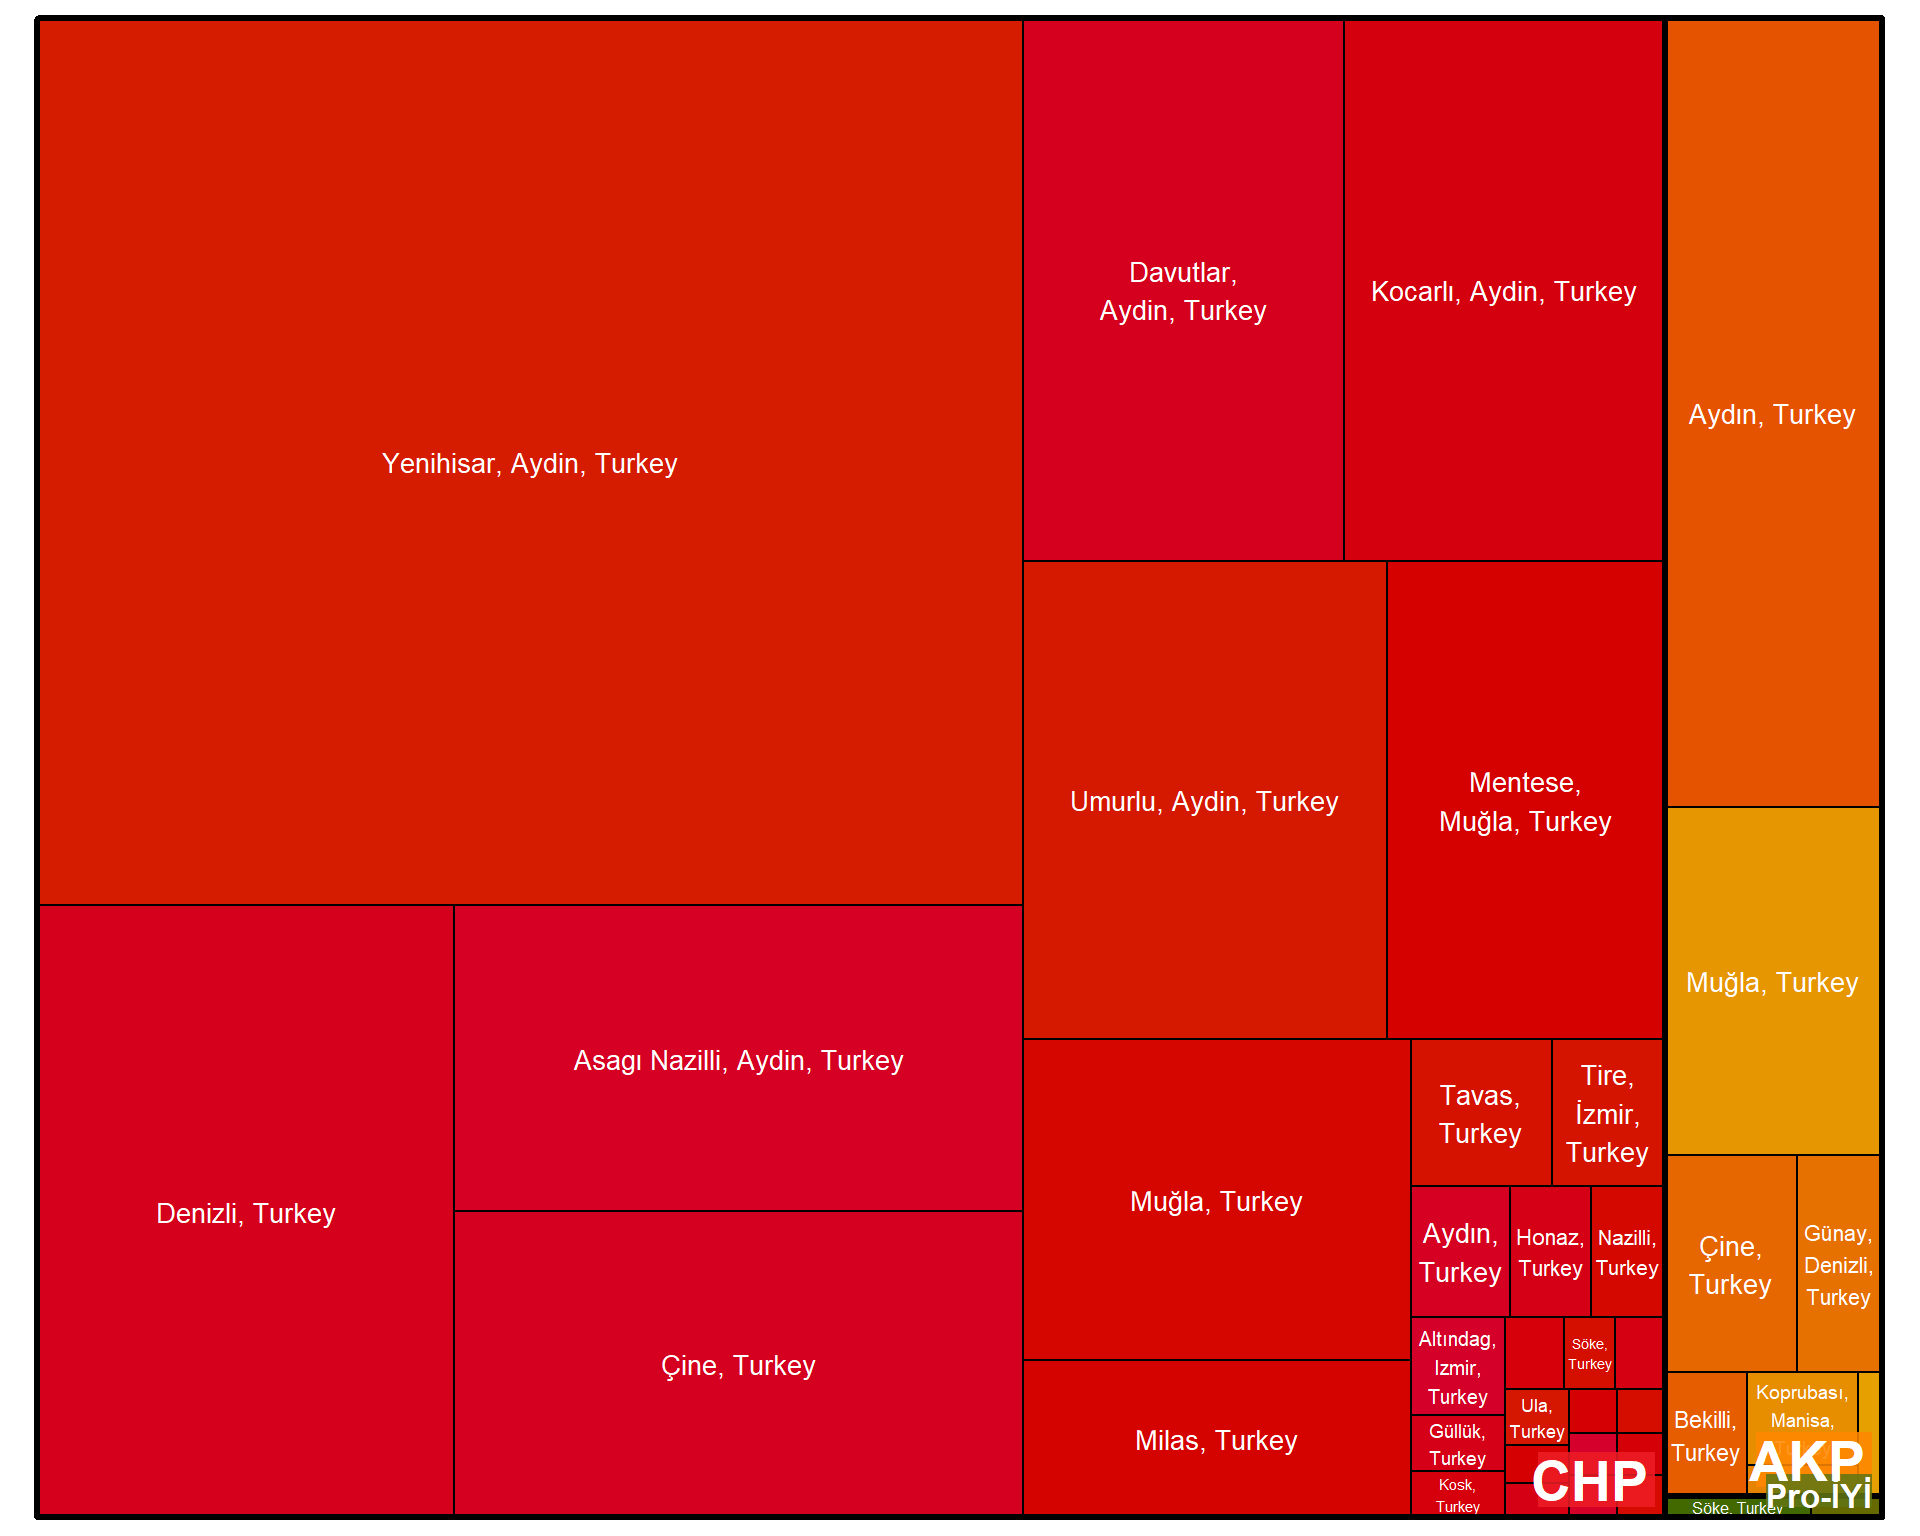 Yenihisar, Aydin, Turkey
Denizli, Turkey
Asagı Nazilli, Aydin, Turkey
Çine, Turkey
Davutlar,
Aydin, Turkey
Kocarlı, Aydin, Turkey
Umurlu, Aydin, Turkey
Mentese,
Muğla, Turkey
Muğla, Turkey
Milas, Turkey
Tavas,
Turkey
Tire,
İzmir,
Turkey
Aydın,
Turkey
Honaz,
Turkey
Nazilli,
Turkey
Altındag,
Izmir,
Turkey
Güllük,
Turkey
Kosk,
Turkey
Söke,
Turkey
Ula,
Turkey
CHP
Aydın, Turkey
Muğla, Turkey
Çine,
Turkey
Günay,
Denizli,
Turkey
Bekilli,
Turkey
Koprubası,
Manisa,
AKP
Pro-İYİ
Söke, Turkey